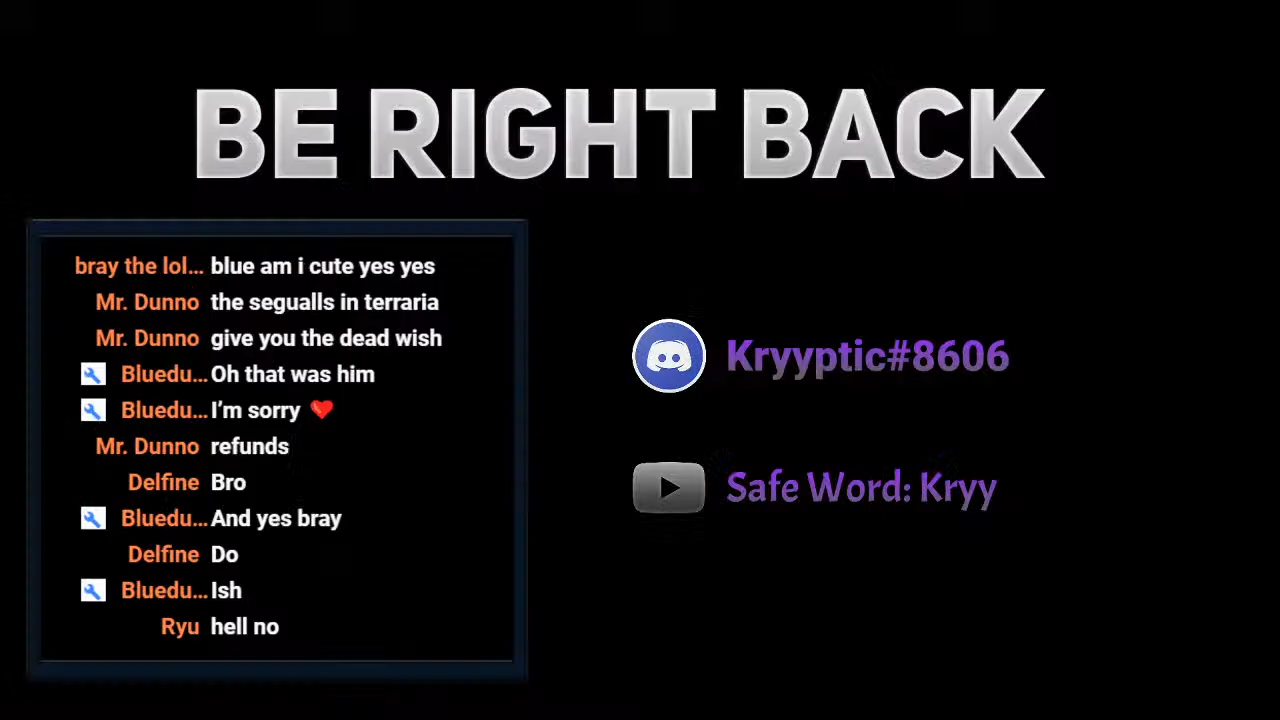 BE RIGHT BACK
bray the lol... blue am i cute yes yes
Mr. Dunno the segualls in terraria
Mr. Dunno give you the dead wish
Bluedu... Oh that was him
Bluedu... I'm sorry ❤️
Mr. Dunno refunds
Delfine Bro
Bluedu... And yes bray
Delfine Do
Bluedu... Ish
Ryu hell no
Kryyptic#8606
Safe Word: Kryy